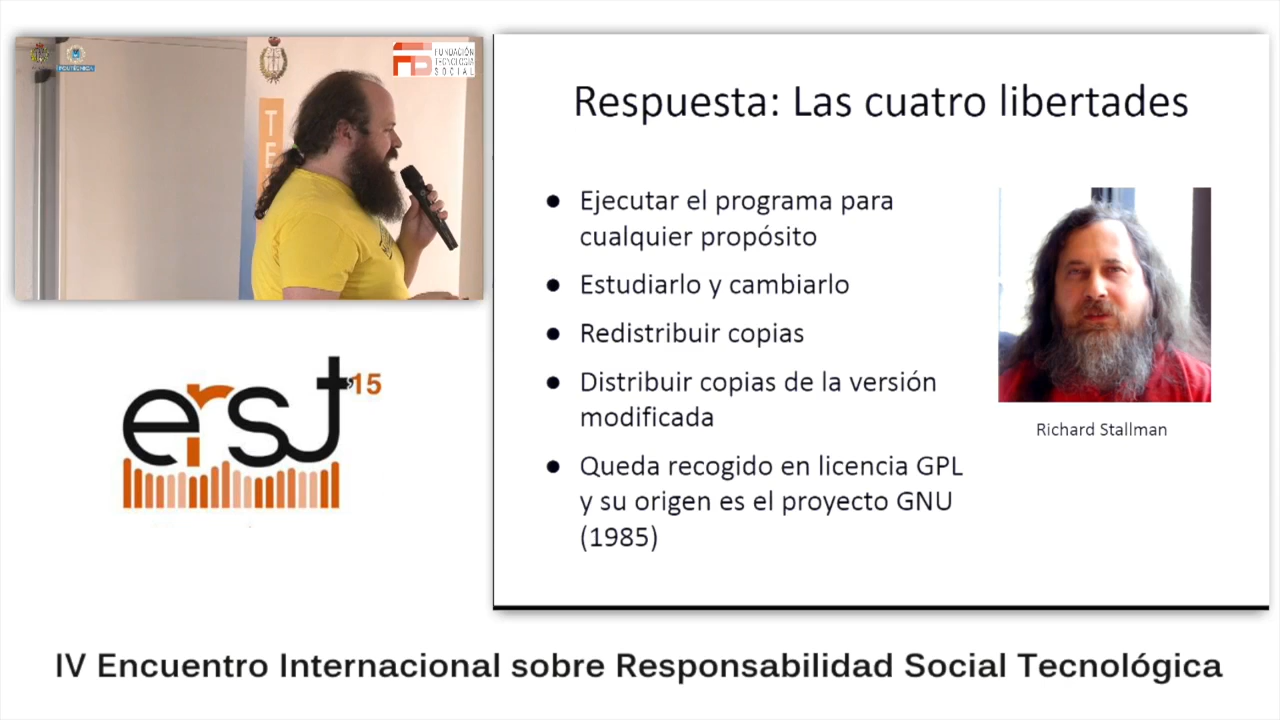 POLITÉCNICA
FUNDACIÓN
TECNOLOGÍA
SOCIAL
T
E
Respuesta: Las cuatro libertades
● Ejecutar el programa para
cualquier propósito
● Estudiarlo y cambiarlo
● Redistribuir copias
● Distribuir copias de la versión
modificada
● Queda recogido en licencia GPL
y su origen es el proyecto GNU
(1985)
Richard Stallman
erst'15
IV Encuentro Internacional sobre Responsabilidad Social Tecnológica